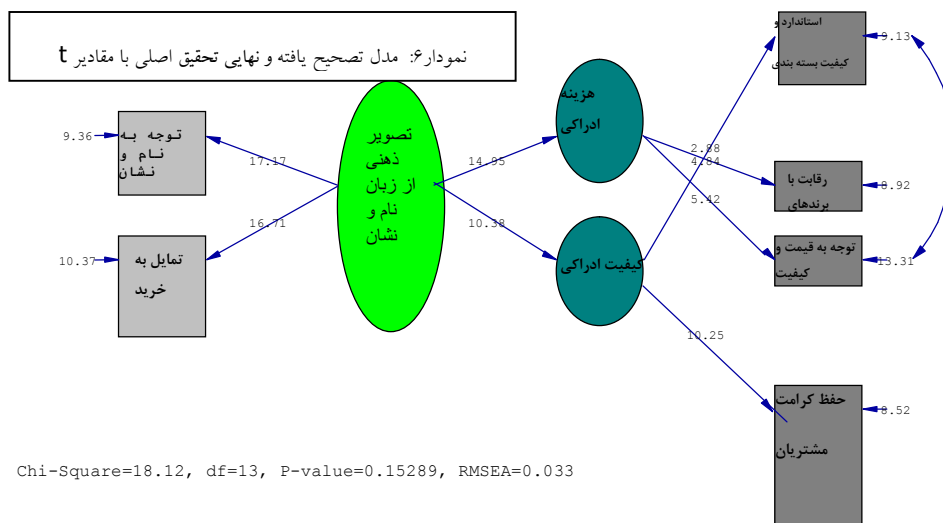 نمودار۶: مدل تصحیح یافته و نهایی تحقیق اصلی با مقادیر t
استاندارد و
کیفیت بسته بندی
9.13
هزینه
ادراکی
تصویر
ذهنی
از زبان
نام و
نشان
توجه به
نام و
نشان
9.36
17.17
14.95
2.88
4.84
5.42
رقابت با
برندهای
8.92
تمایل به
خرید
10.37
16.71
10.38
کیفیت ادراکی
توجه به قیمت و
کیفیت
13.31
10.25
حفظ کرامت
مشتریان
8.52
Chi-Square=18.12, df=13, P-value=0.15289, RMSEA=0.033